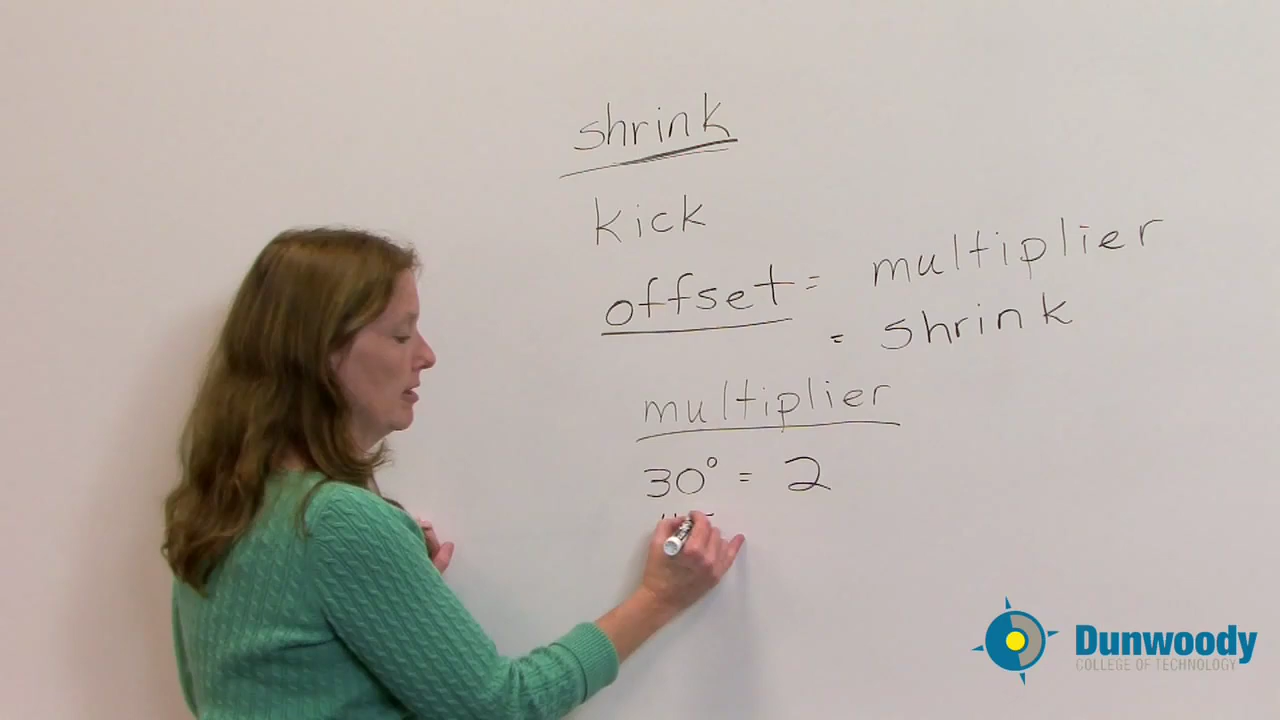 shrink
kick
offset = multiplier
= shrink
multiplier
30° = 2
Dunwoody
COLLEGE OF TECHNOLOGY